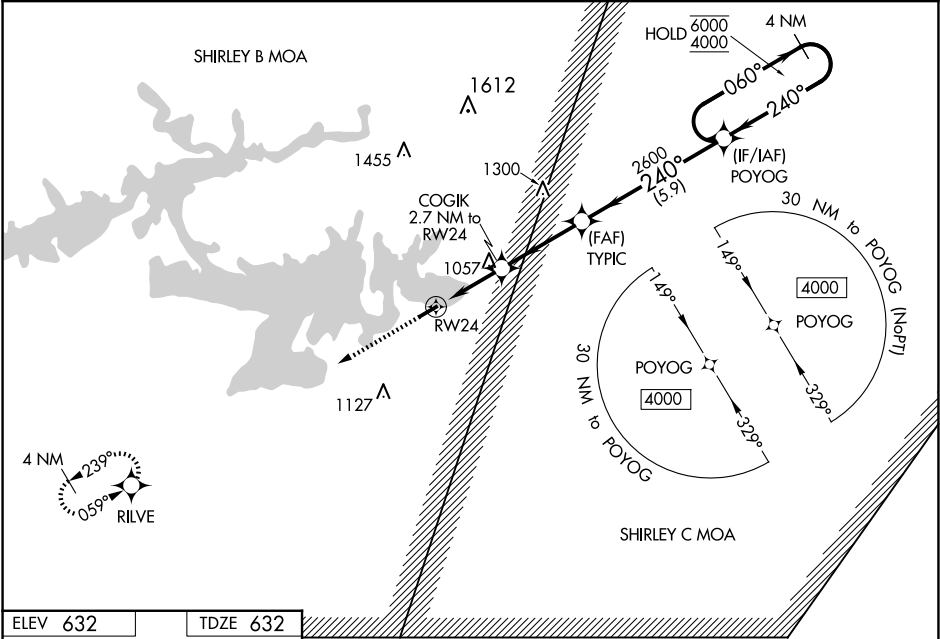 SHIRLEY B MOA
1612
1455
1300
HOLD 6000
4000
4 NM
060°
240°
(IF/IAF)
POYOG
2600
240°
(5.9)
COGIK
2.7 NM to
RW24
1057
(FAF)
TYPIC
RW24
1127
30 NM to POYOG (NoPT)
149°
4000
POYOG
329°
149°
POYOG
4000
329°
30 NM to POYOG
4 NM
239°
059°
RILVE
SHIRLEY C MOA
ELEV 632
TDZE 632